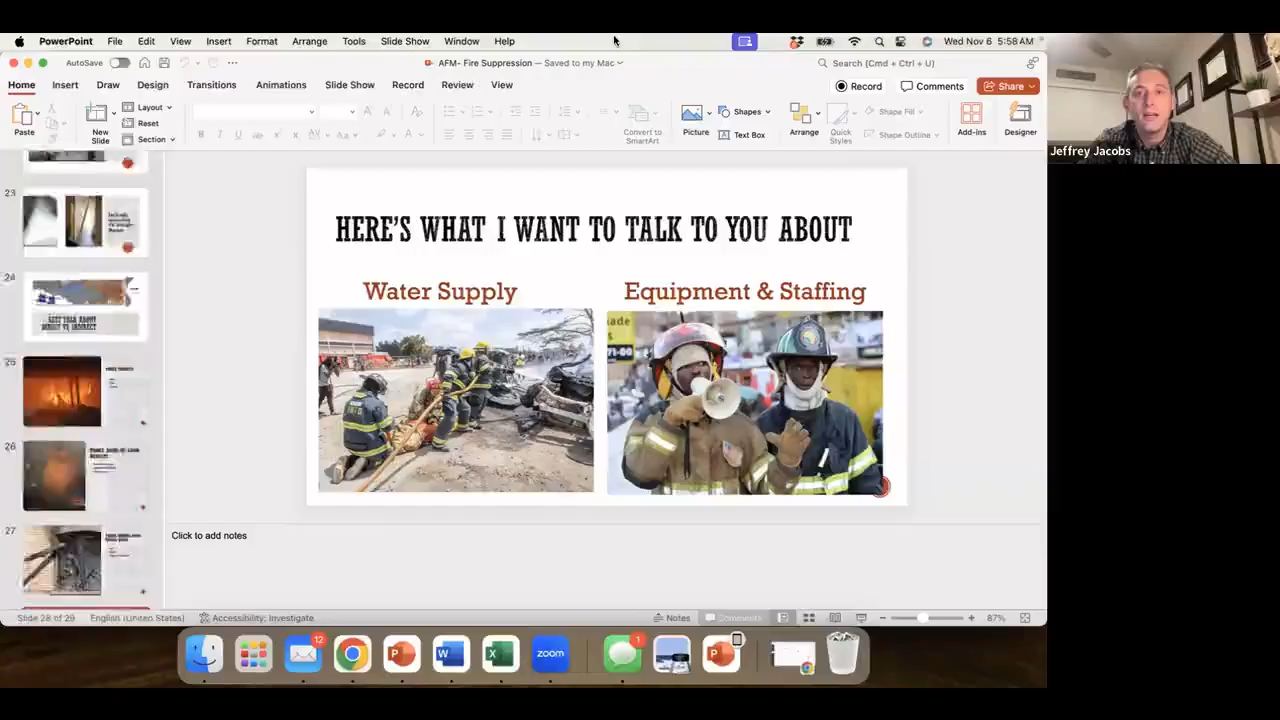 PowerPoint File Edit View Insert Format Arrange Tools Slide Show Window Help Wed Nov 6 5:58 AM
AutoSave AFM- Fire Suppression — Saved to my Mac Search (Cmd + Ctrl + U)
Home Insert Draw Design Transitions Animations Slide Show Record Review View Record Comments Share
Paste New Slide Layout Reset Section Convert to SmartArt Picture Shapes Text Box Arrange Quick Styles Shape Fill Shape Outline Add-ins Designer
Jeffrey Jacobs
23
24
25
26
27
HERE'S WHAT I WANT TO TALK TO YOU ABOUT
Water Supply
Equipment & Staffing
Click to add notes
Slide 28 of 29 English (United States) Accessibility: Investigate Notes Comments 87%
12
zoom
1